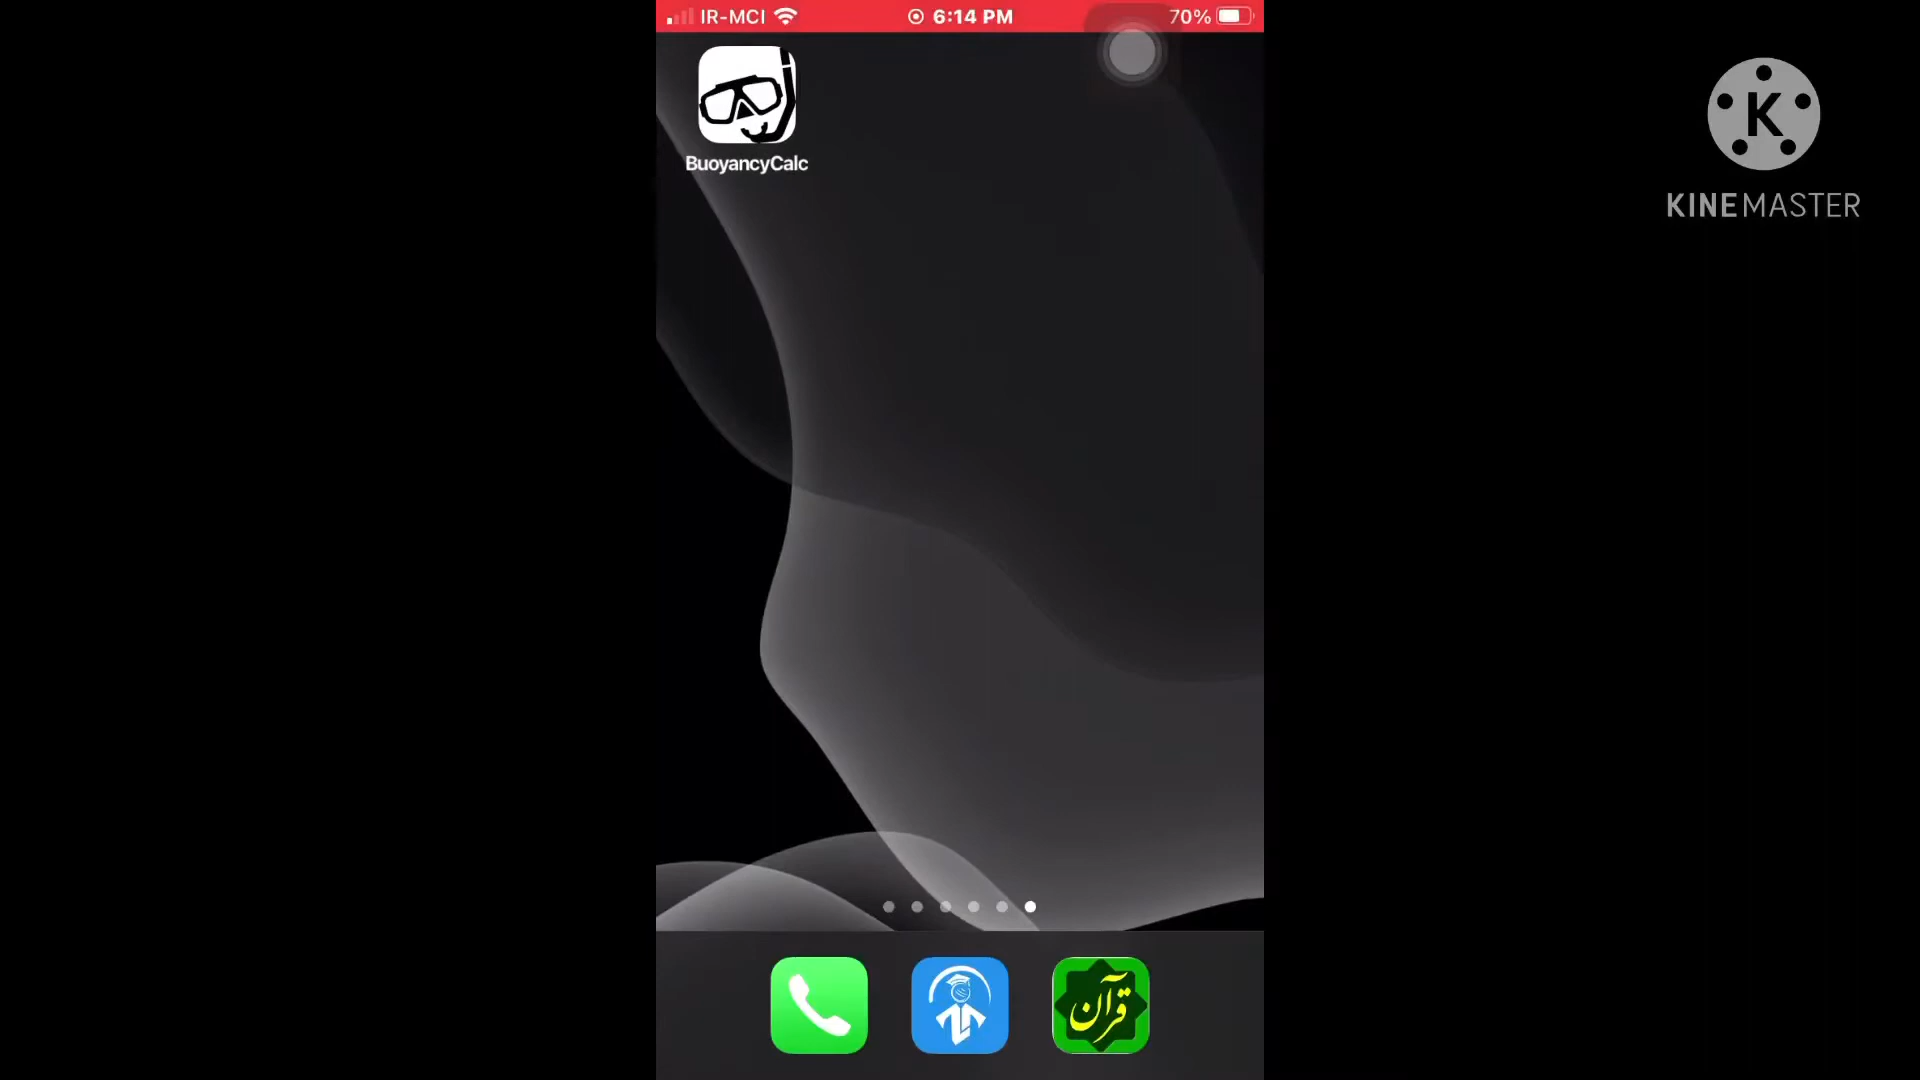 IR-MCI 6:14 PM 70%
BuoyancyCalc
K
KINEMASTER
قرآن